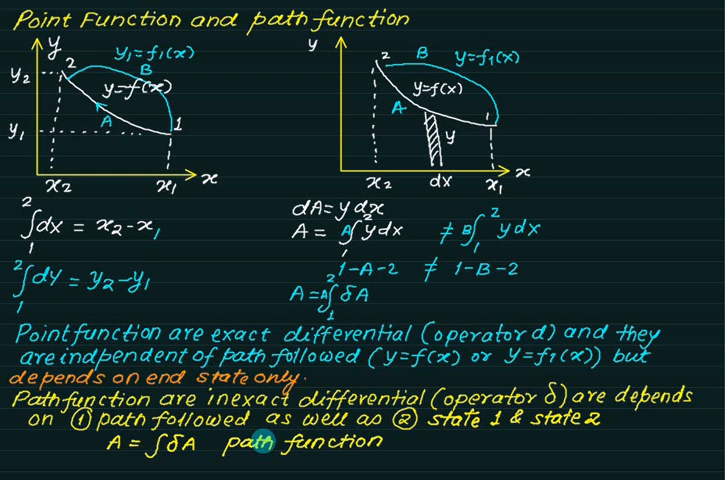 Point Function and path function
y
y₁=f₁(x)
2
B
y₂
y=f(x)
A
1
y₁
x₂
x₁
x
y
2
B
y=f₁(x)
y=f(x)
A
1
y
x₂
dx
x₁
x
∫₁² dx = x₂-x₁
∫₁² dy = y₂-y₁
dA=ydx
A = A∫₁² ydx ≠ B∫₁² ydx
1-A-2 ≠ 1-B-2
A=A∫₁² δA
Point function are exact differential (operator d) and they
are indpendent of path followed (y=f(x) or y=f₁(x)) but
depends on end state only.
Path function are inexact differential (operator δ) are depends
on ① path followed as well as ② state 1 & state 2
A = ∫δA path function